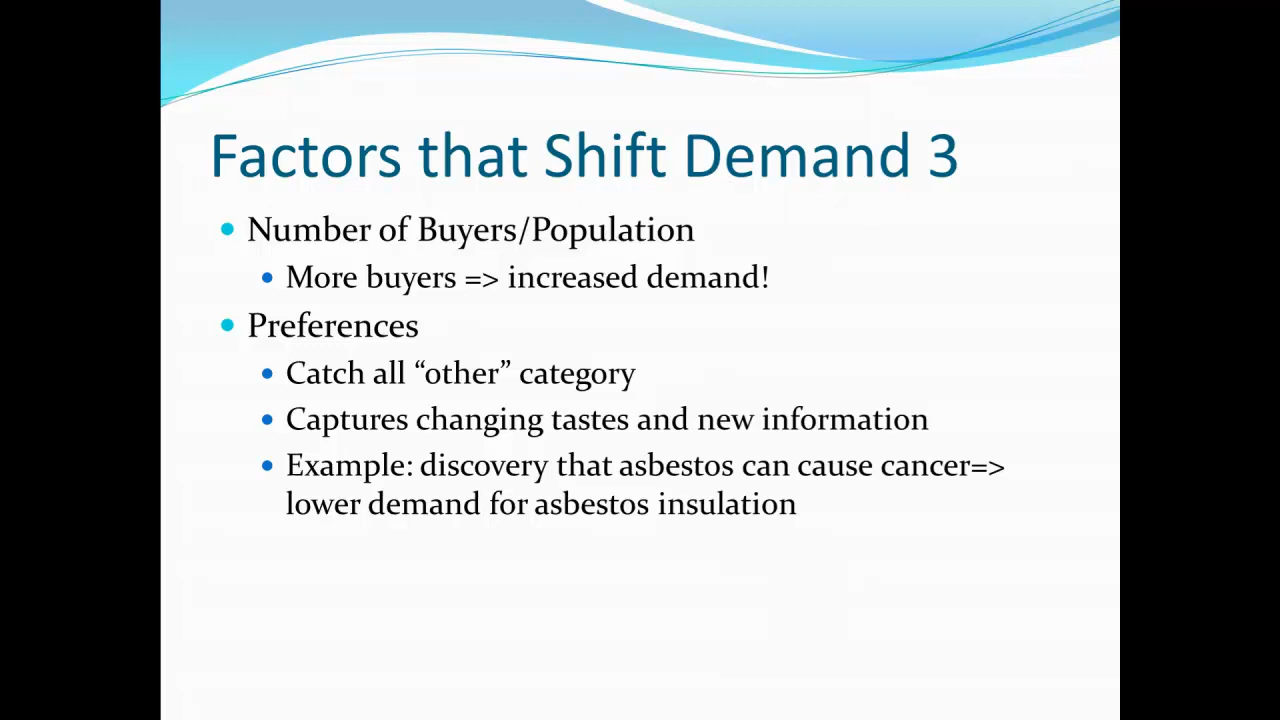 Factors that Shift Demand 3
• Number of Buyers/Population
• More buyers => increased demand!
• Preferences
• Catch all “other” category
• Captures changing tastes and new information
• Example: discovery that asbestos can cause cancer=>
lower demand for asbestos insulation